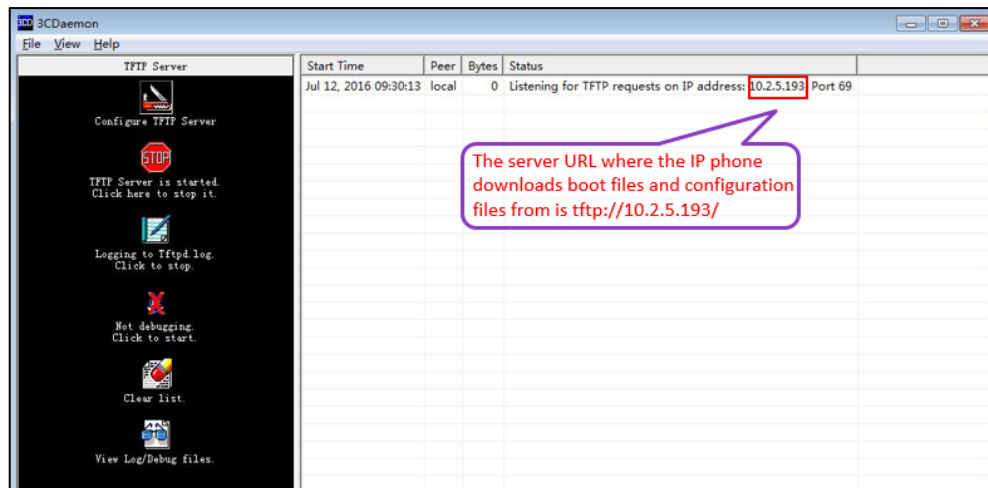 3CDaemon
File View Help
TFTP Server
Configure TFTP Server
STOP
TFTP Server is started.
Click here to stop it.
Logging to Tftpd.log.
Click to stop.
Not debugging.
Click to start.
Clear list.
View Log/Debug files.
Start Time Peer Bytes Status
Jul 12, 2016 09:30:13 local 0 Listening for TFTP requests on IP address: 10.2.5.193, Port 69
The server URL where the IP phone
downloads boot files and configuration
files from is tftp://10.2.5.193/